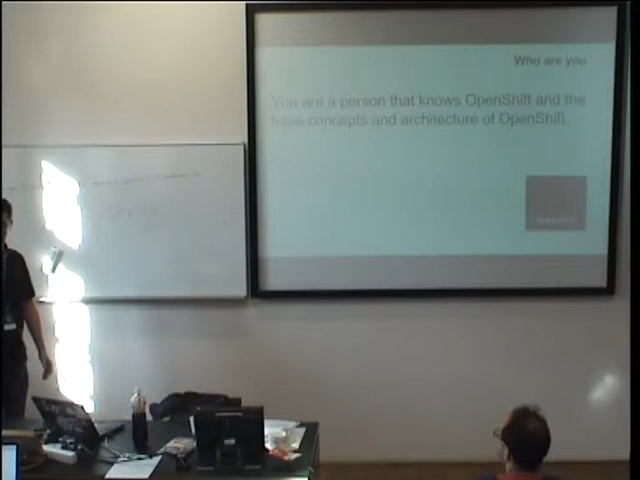 Who are you
You are a person that knows OpenShift and the
base concepts and architecture of OpenShift.